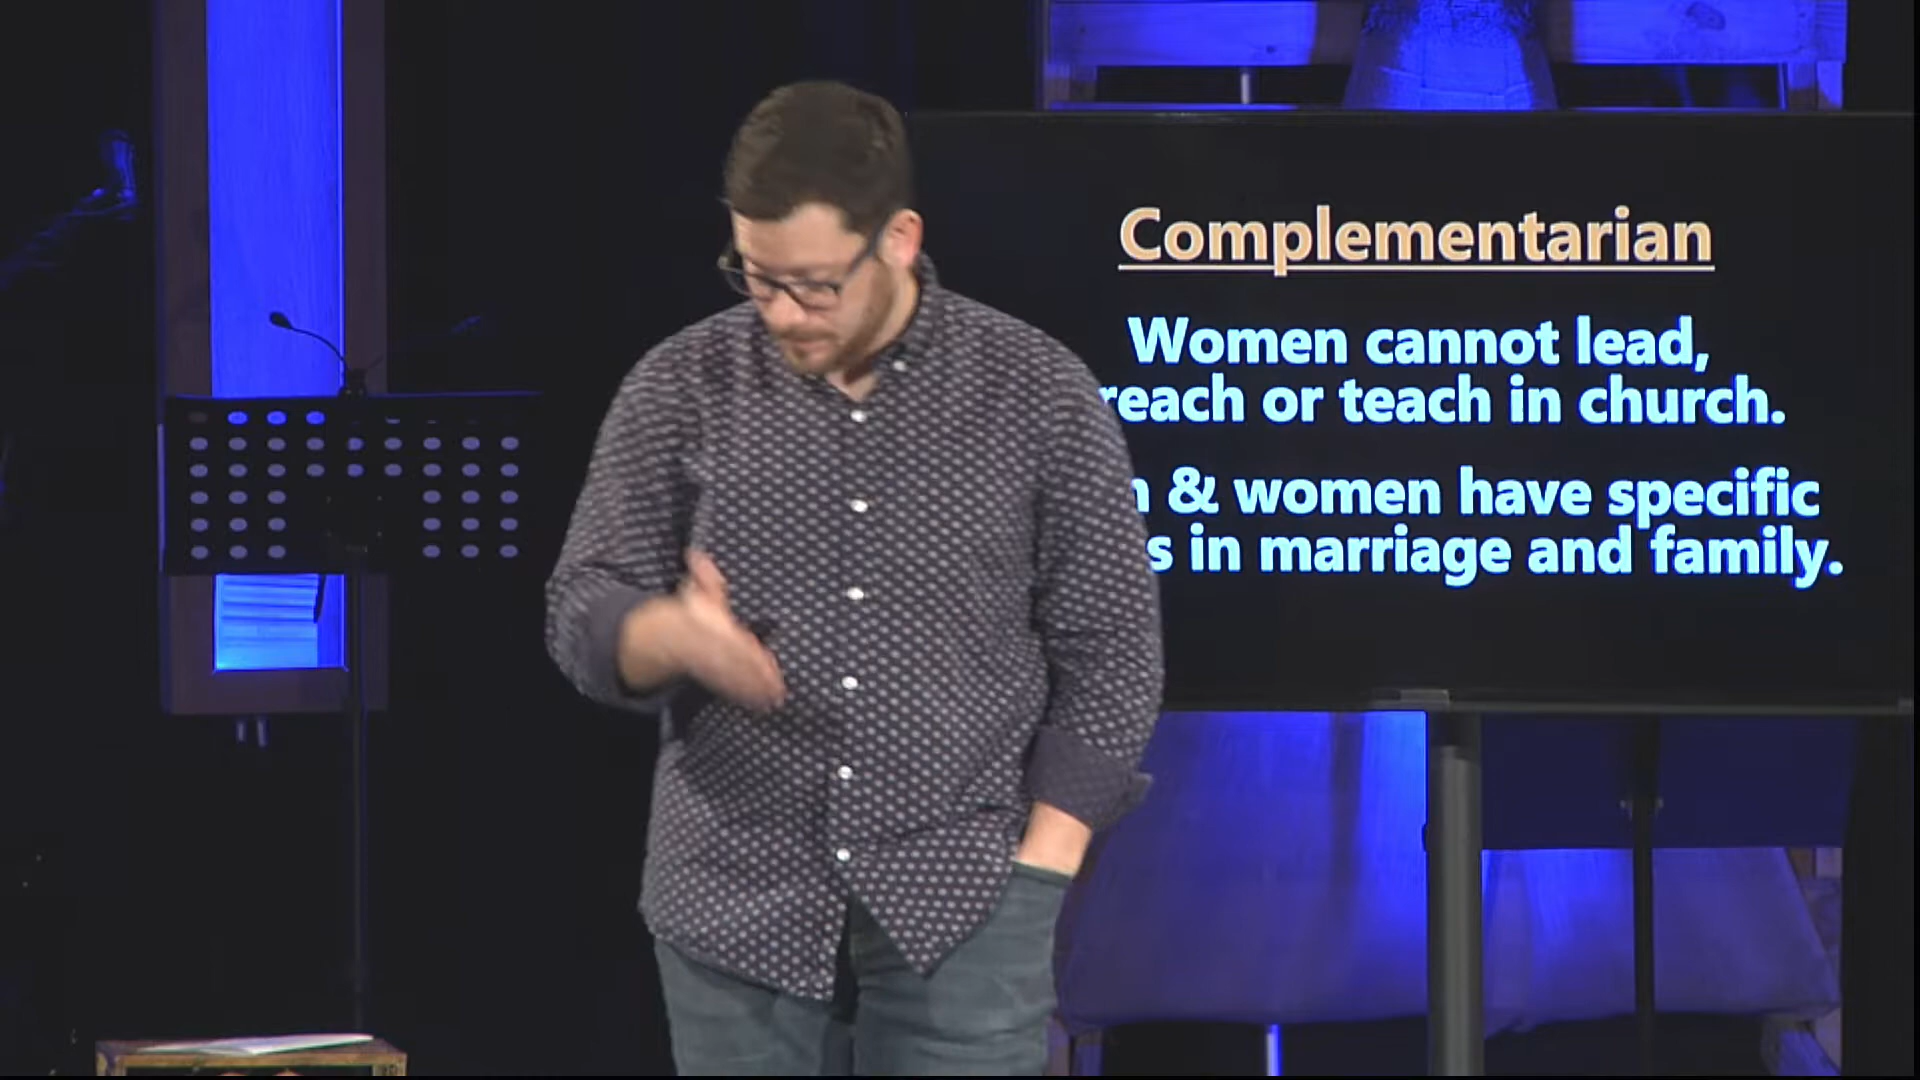 Complementarian
Women cannot lead,
reach or teach in church.
& women have specific
s in marriage and family.